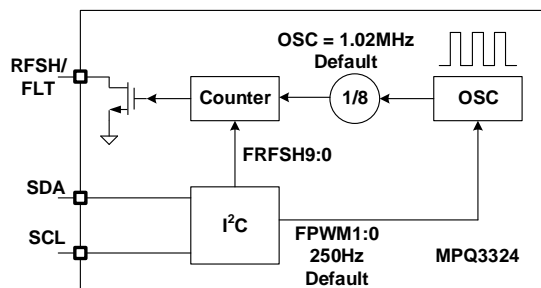 OSC = 1.02MHz
Default
RFSH/
FLT
Counter
1/8
OSC
FRFSH9:0
SDA
I²C
SCL
FPWM1:0
250Hz
Default
MPQ3324